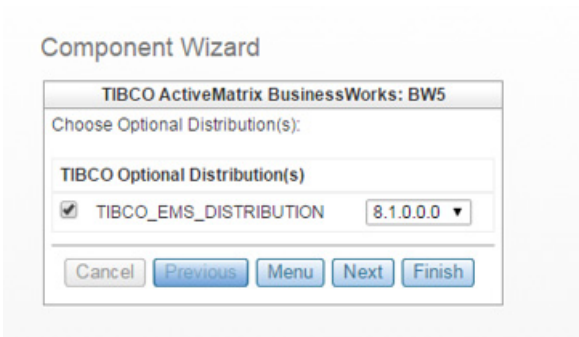 Component Wizard
TIBCO ActiveMatrix BusinessWorks: BW5
Choose Optional Distribution(s):
TIBCO Optional Distribution(s)
TIBCO_EMS_DISTRIBUTION 8.1.0.0.0
Cancel Previous Menu Next Finish